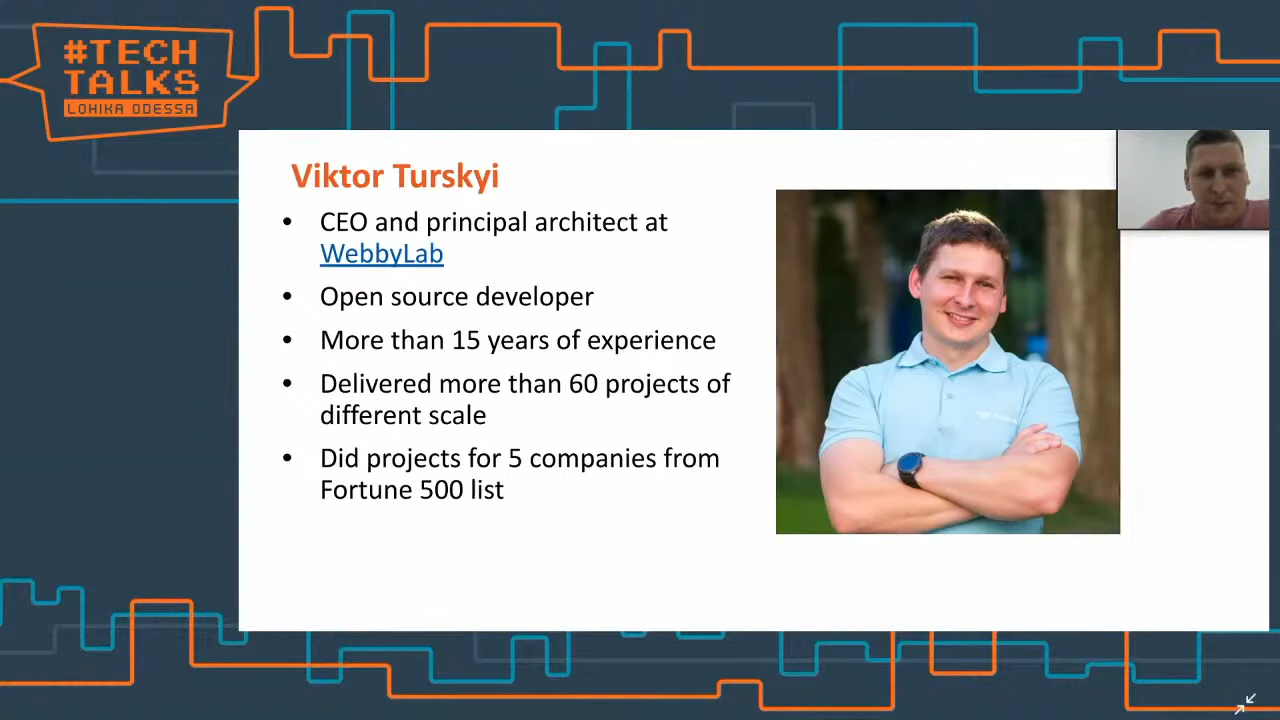 #TECH
TALKS
LOHIKA ODESSA
Viktor Turskyi
• CEO and principal architect at
WebbyLab
• Open source developer
• More than 15 years of experience
• Delivered more than 60 projects of
different scale
• Did projects for 5 companies from
Fortune 500 list